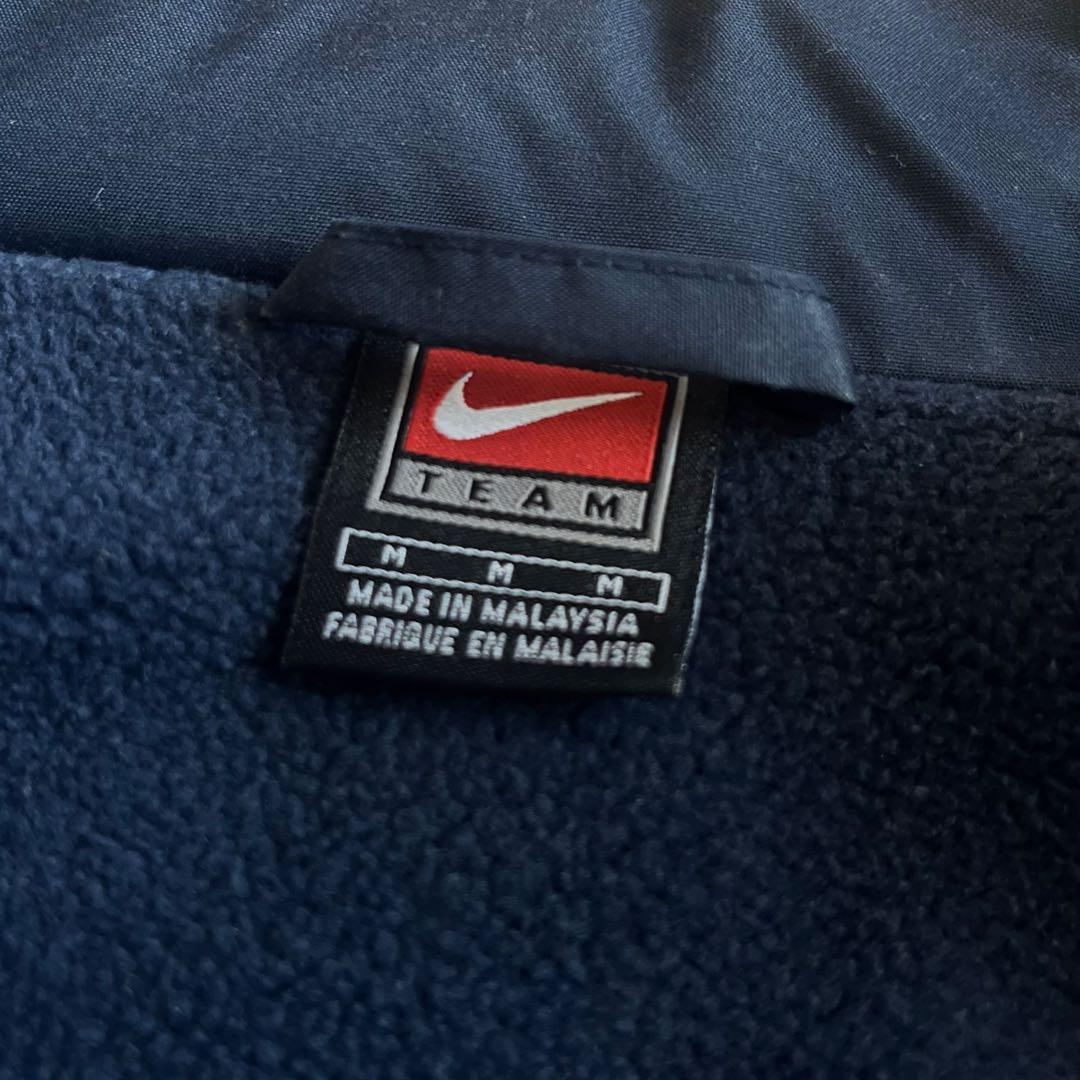 TEAM
M M M
MADE IN MALAYSIA
FABRIQUE EN MALAISIE